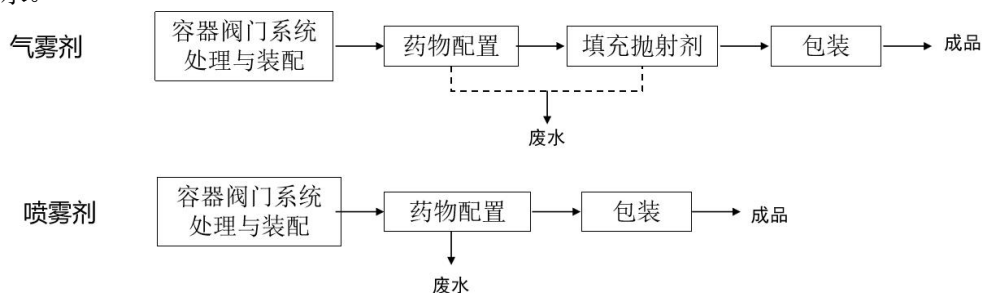 气雾剂
容器阀门系统
处理与装配
药物配置
填充抛射剂
包装
成品
废水
喷雾剂
容器阀门系统
处理与装配
药物配置
包装
成品
废水